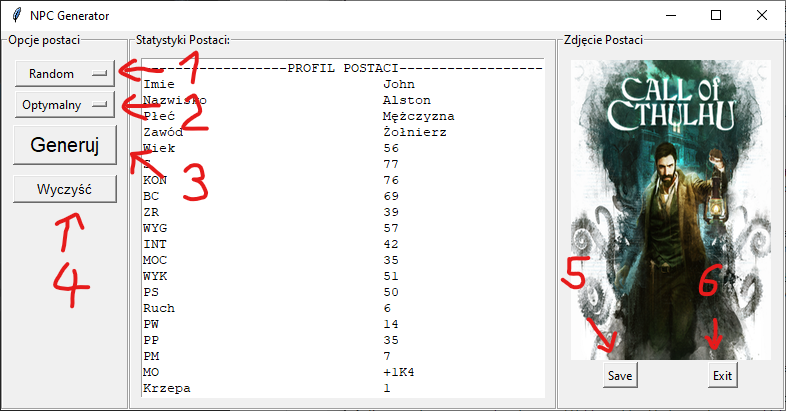 NPC Generator
Opcje postaci
Random
Optymalny
Generuj
Wyczyść
1
2
3
4
Statystyki Postaci:
------------------PROFIL POSTACI------------------
Imie John
Nazwisko Alston
Płeć Mężczyzna
Zawód Żołnierz
Wiek 56
S 77
KON 76
BC 69
ZR 39
WYG 57
INT 42
MOC 35
WYK 51
PS 50
Ruch 6
PW 14
PP 35
PM 7
MO +1K4
Krzepa 1
Zdjęcie Postaci
CALL of
CTHULHU
5
6
Save
Exit